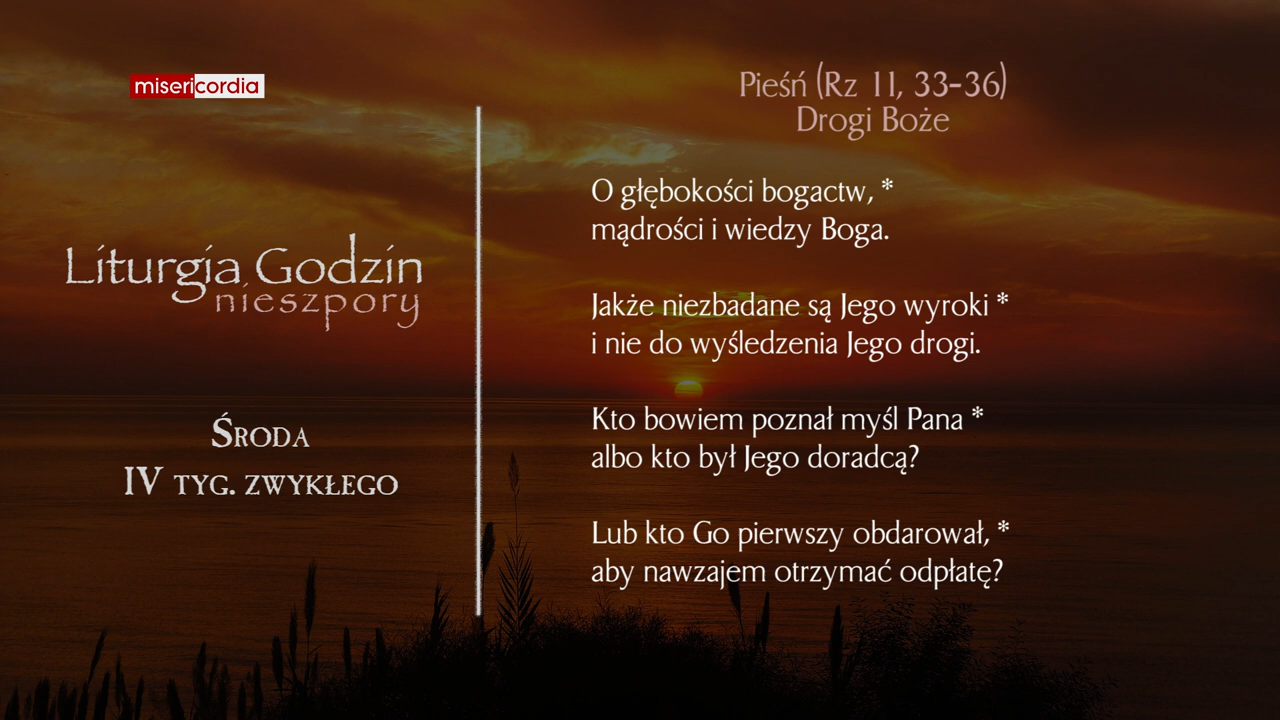 misericordia
Liturgia Godzin
nieszpory
Środa
IV tyg. zwykłego
Pieśń (Rz 11, 33-36)
Drogi Boże
O głębokości bogactw, *
mądrości i wiedzy Boga.
Jakże niezbadane są Jego wyroki *
i nie do wyśledzenia Jego drogi.
Kto bowiem poznał myśl Pana *
albo kto był Jego doradcą?
Lub kto Go pierwszy obdarował, *
aby nawzajem otrzymać odpłatę?